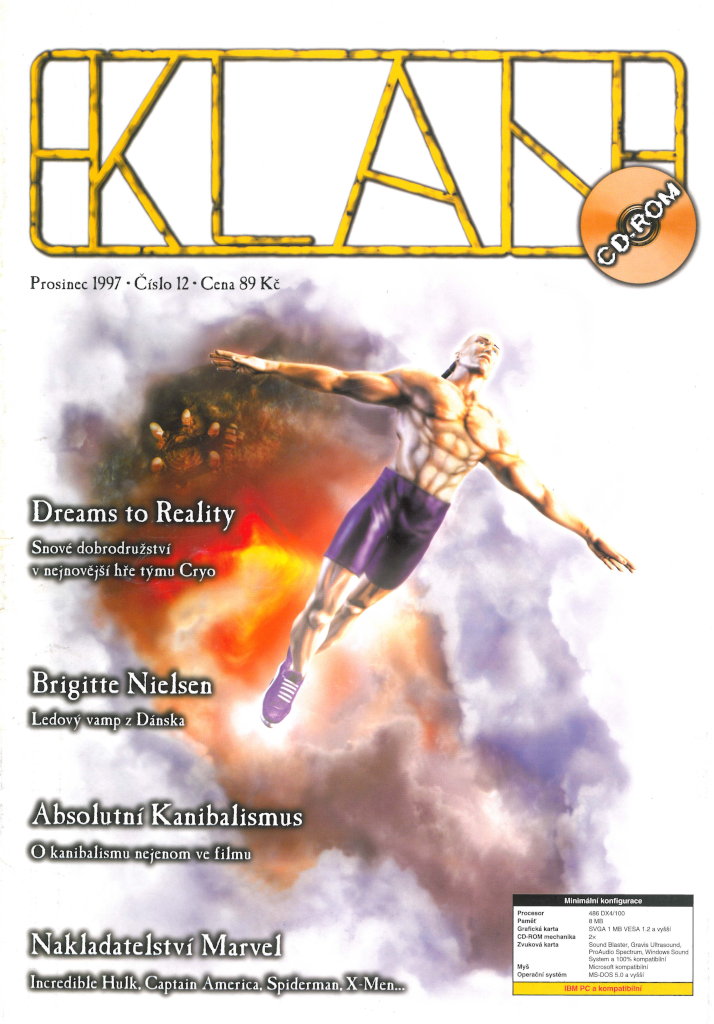 KLAN
CD-ROM
Prosinec 1997 · Číslo 12 · Cena 89 Kč
Dreams to Reality
Snové dobrodružství
v nejnovější hře týmu Cryo
Brigitte Nielsen
Ledový vamp z Dánska
Absolutní Kanibalismus
O kanibalismu nejenom ve filmu
Nakladatelství Marvel
Incredible Hulk, Captain America, Spiderman, X-Men...
Minimální konfigurace
Procesor 486 DX4/100
Paměť 8 MB
Grafická karta SVGA 1 MB VESA 1.2 a vyšší
CD-ROM mechanika 2×
Zvuková karta Sound Blaster, Gravis Ultrasound,
ProAudio Spectrum, Windows Sound
System a 100% kompatibilní
Myš Microsoft kompatibilní
Operační systém MS-DOS 5.0 a vyšší
IBM PC a kompatibilní